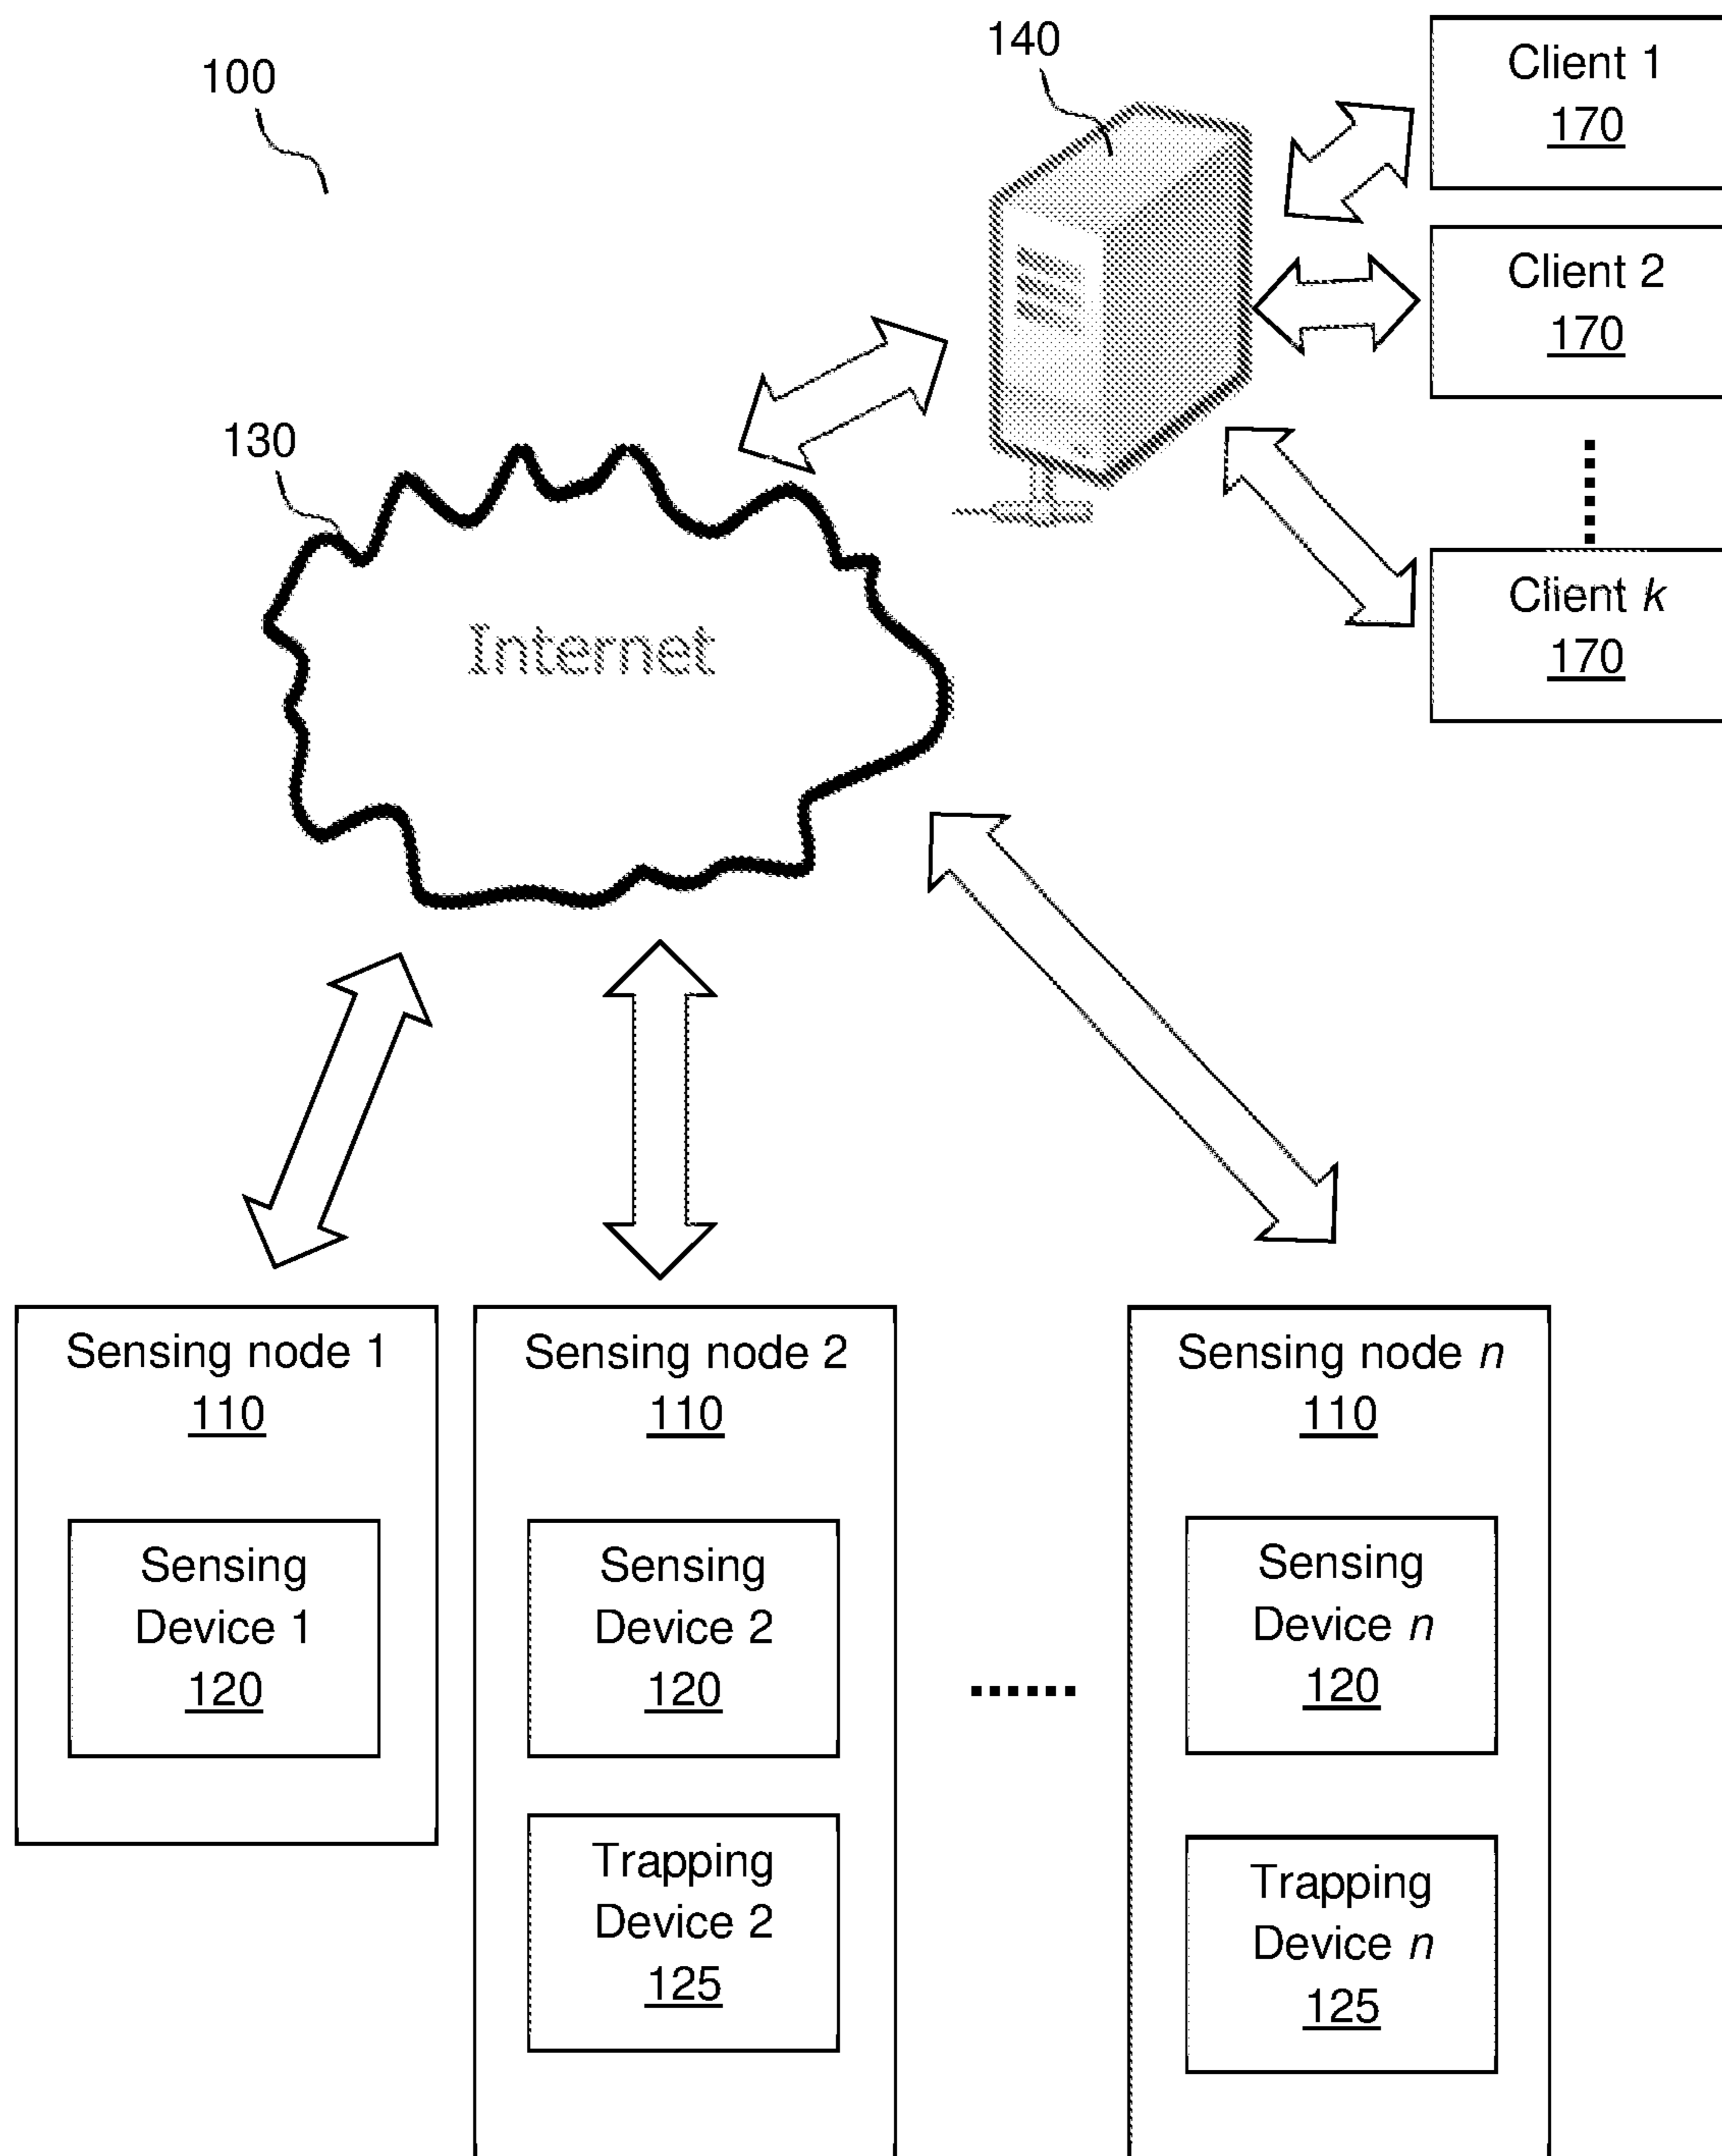 100
140
Client 1
170
Client 2
170
Client k
170
130
Internet
Sensing node 1
110
Sensing
Device 1
120
Sensing node 2
110
Sensing
Device 2
120
Trapping
Device 2
125
Sensing node n
110
Sensing
Device n
120
Trapping
Device n
125